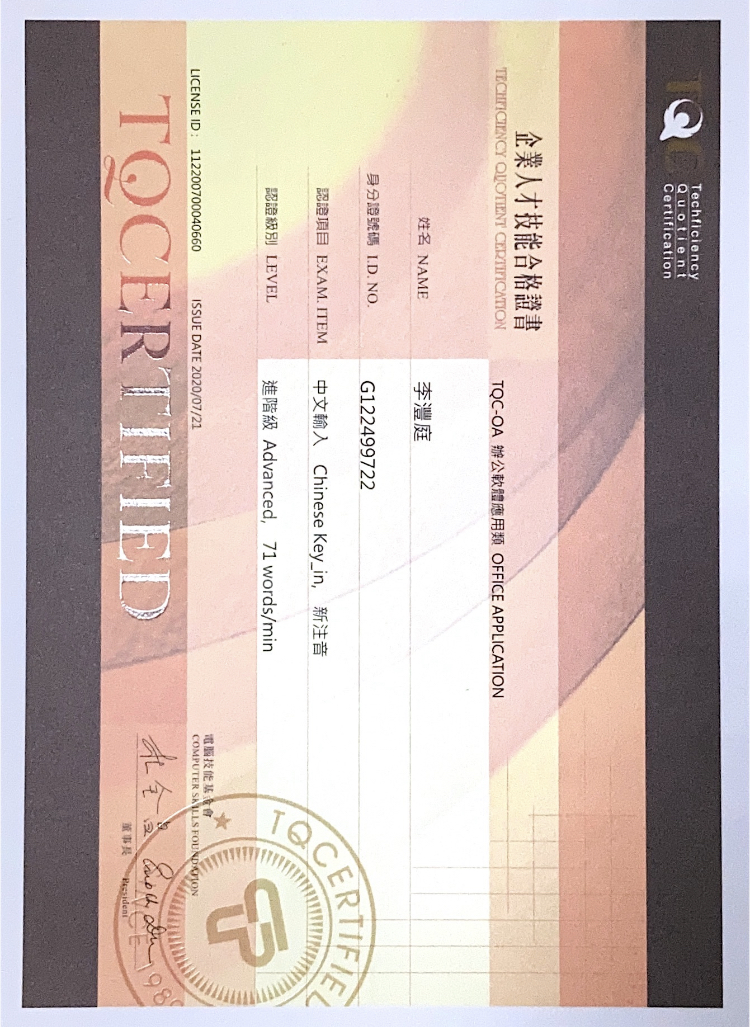 TQC Techficiency
Quotient
Certification
企業人才技能合格證書
TECHFICIENCY QUOTIENT CERTIFICATION
TQC-OA 辦公軟體應用類 OFFICE APPLICATION
姓名 NAME 李灃庭
身分證號碼 I.D. NO. G122499722
認證項目 EXAM. ITEM 中文輸入 Chinese Key_in, 新注音
認證級別 LEVEL 進階級 Advanced, 71 words/min
TQCERTIFIED
LICENSE ID : 112200700040660 ISSUE DATE 2020/07/21
電腦技能基金會
COMPUTER SKILLS FOUNDATION
TQCERTIFIED
SINCE 1989
董事長 President